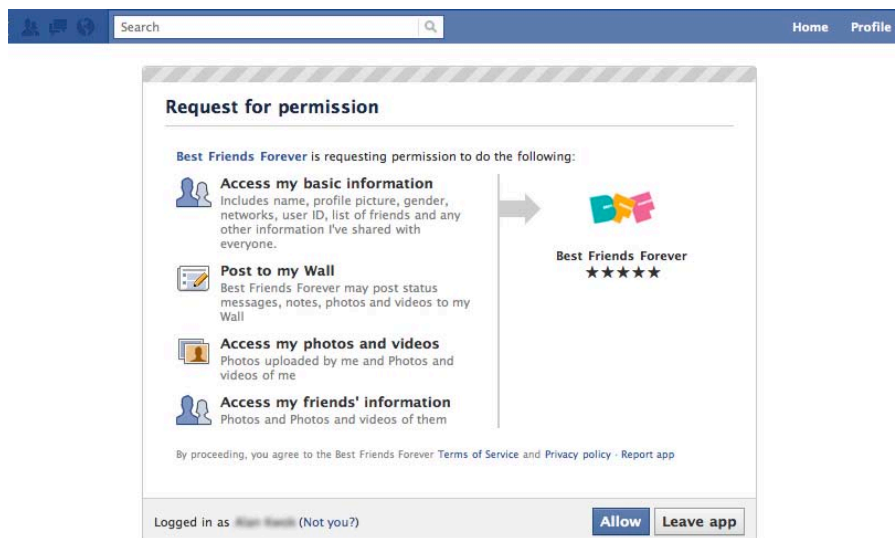 Search
Home Profile
Request for permission
Best Friends Forever is requesting permission to do the following:
Access my basic information
Includes name, profile picture, gender,
networks, user ID, list of friends and any
other information I've shared with
everyone.
Post to my Wall
Best Friends Forever may post status
messages, notes, photos and videos to my
Wall
Access my photos and videos
Photos uploaded by me and Photos and
videos of me
Access my friends' information
Photos and Photos and videos of them
BFF
Best Friends Forever
★★★★★
By proceeding, you agree to the Best Friends Forever Terms of Service and Privacy policy · Report app
Logged in as (Not you?)
Allow
Leave app